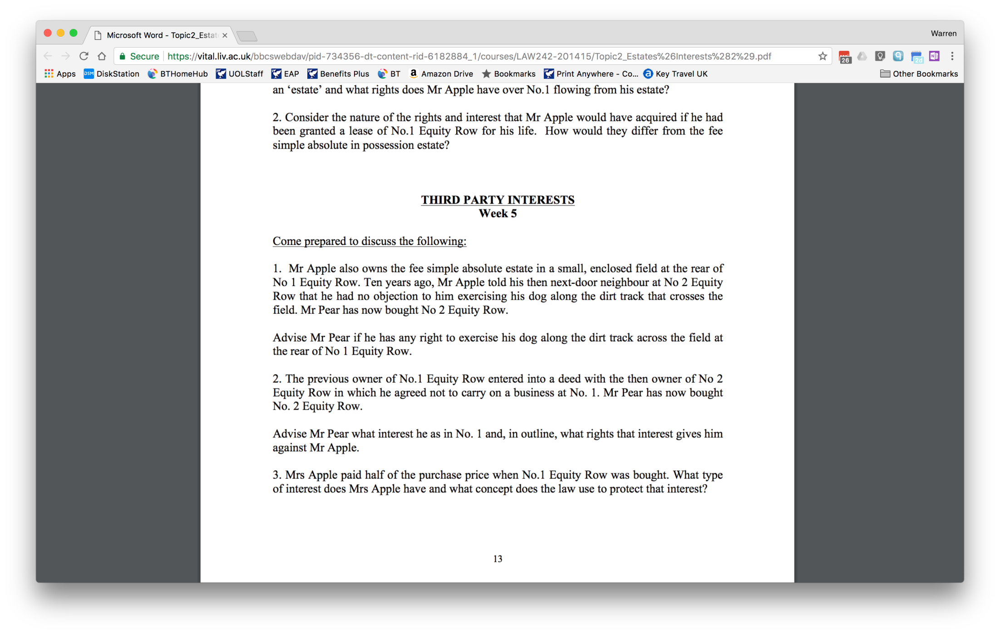 Microsoft Word - Topic2_Estat
Warren
Secure https://vital.liv.ac.uk/bbcswebdav/pid-734356-dt-content-rid-6182884_1/courses/LAW242-201415/Topic2_Estates%26Interests%282%29.pdf
26
2d
N
Apps DSM DiskStation BTHomeHub UOLStaff EAP Benefits Plus BT a Amazon Drive Bookmarks Print Anywhere - Co... a Key Travel UK Other Bookmarks
an ‘estate’ and what rights does Mr Apple have over No.1 flowing from his estate?
2. Consider the nature of the rights and interest that Mr Apple would have acquired if he had
been granted a lease of No.1 Equity Row for his life. How would they differ from the fee
simple absolute in possession estate?
THIRD PARTY INTERESTS
Week 5
Come prepared to discuss the following:
1. Mr Apple also owns the fee simple absolute estate in a small, enclosed field at the rear of
No 1 Equity Row. Ten years ago, Mr Apple told his then next-door neighbour at No 2 Equity
Row that he had no objection to him exercising his dog along the dirt track that crosses the
field. Mr Pear has now bought No 2 Equity Row.
Advise Mr Pear if he has any right to exercise his dog along the dirt track across the field at
the rear of No 1 Equity Row.
2. The previous owner of No.1 Equity Row entered into a deed with the then owner of No 2
Equity Row in which he agreed not to carry on a business at No. 1. Mr Pear has now bought
No. 2 Equity Row.
Advise Mr Pear what interest he as in No. 1 and, in outline, what rights that interest gives him
against Mr Apple.
3. Mrs Apple paid half of the purchase price when No.1 Equity Row was bought. What type
of interest does Mrs Apple have and what concept does the law use to protect that interest?
13